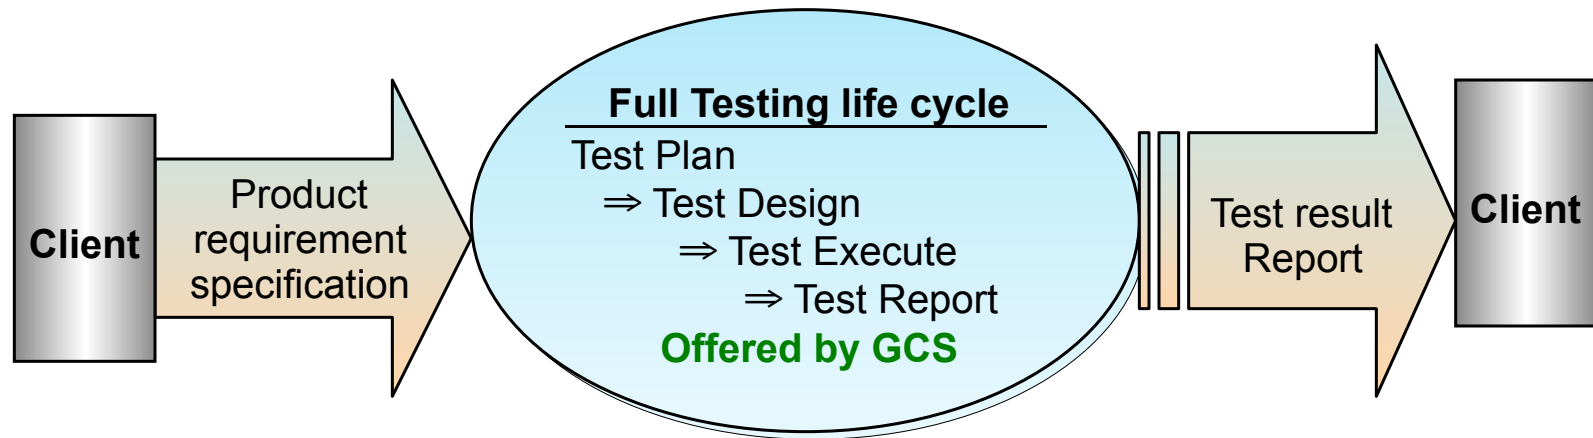 Client
Product
requirement
specification
Full Testing life cycle
Test Plan
⇒ Test Design
⇒ Test Execute
⇒ Test Report
Offered by GCS
Test result
Report
Client